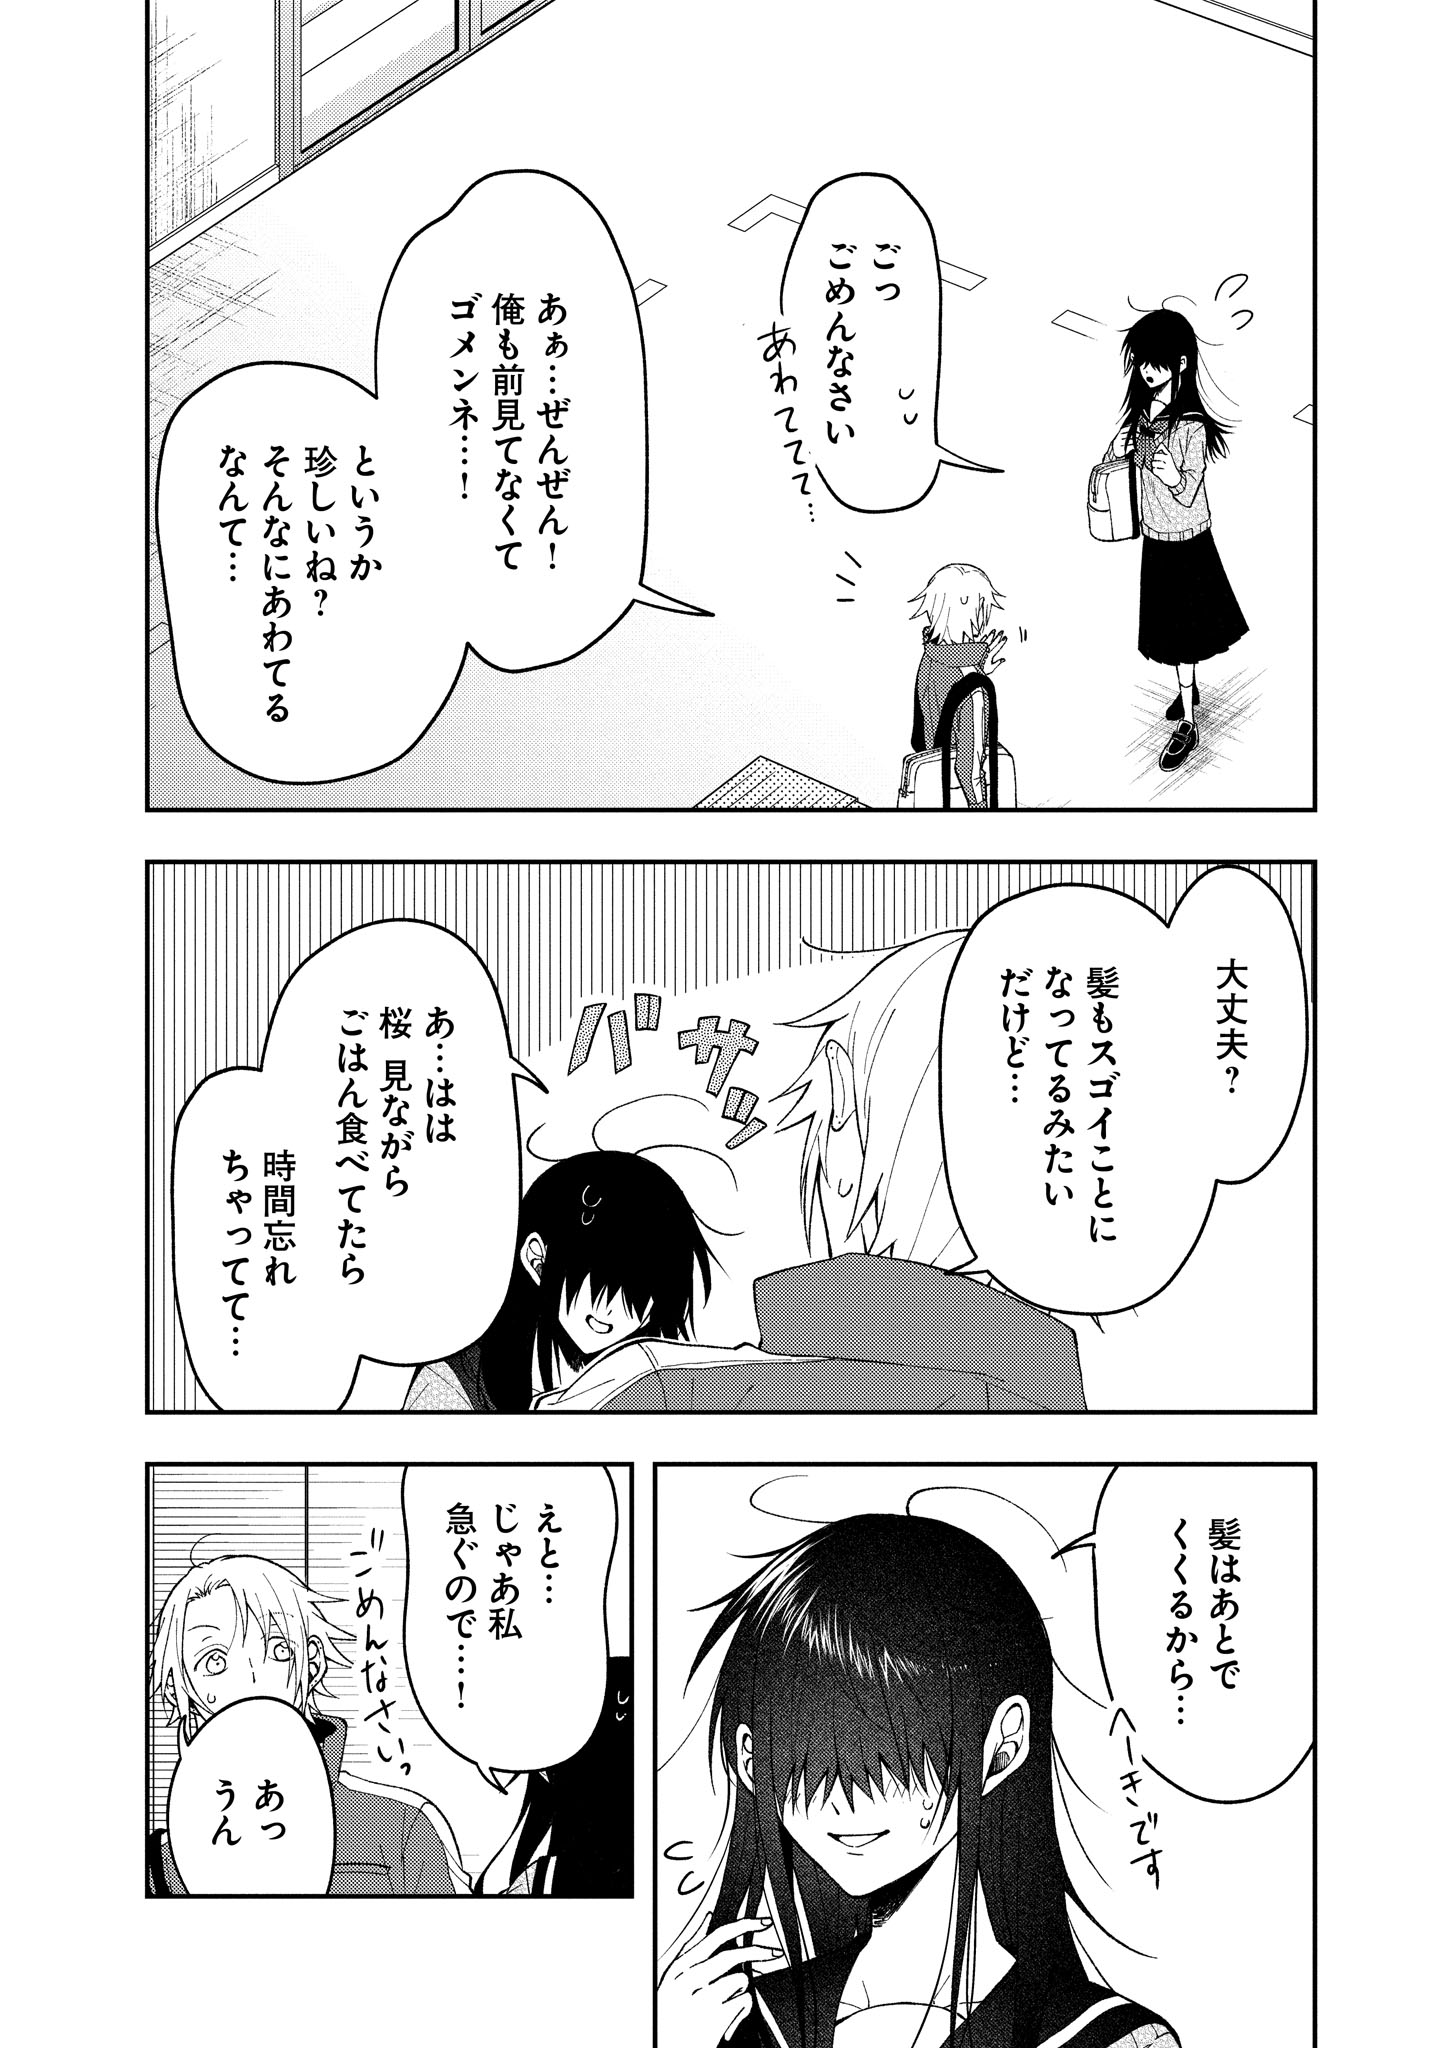 ごっ
ごめんなさい
あわててて…
あぁ…ぜんぜん！
俺も前見てなくて
ゴメンネ……！
というか
珍しいね？
そんなにあわてる
なんて…
大丈夫？
髪もスゴイことに
なってるみたい
だけど…
バサッ
あ…はは
桜 見ながら
ごはん食べてたら
時間忘れ
ちゃってて…
髪はあとで
くくるから…
へーきです
えと…
じゃあ私
急ぐので…！
ごめんなさいっ
あっ
うん